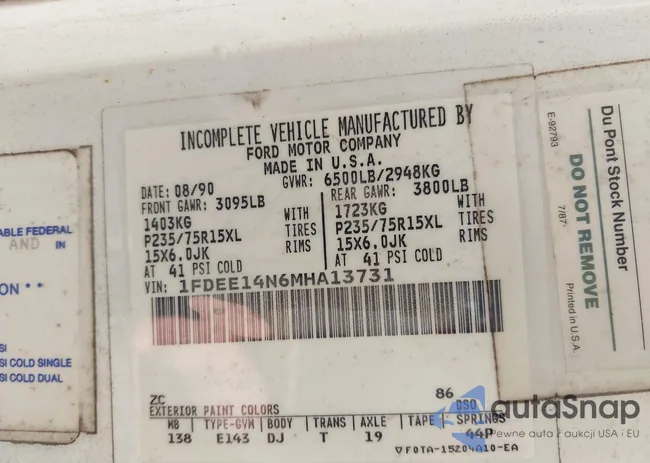 INCOMPLETE VEHICLE MANUFACTURED BY
FORD MOTOR COMPANY
MADE IN U.S.A.
DATE: 08/90 GVWR: 6500LB/2948KG
FRONT GAWR: 3095LB REAR GAWR: 3800LB
1403KG WITH 1723KG WITH
P235/75R15XL TIRES P235/75R15XL TIRES
15X6.0JK RIMS 15X6.0JK RIMS
AT 41 PSI COLD AT 41 PSI COLD
VIN: 1FDEE14N6MHA13731
ZC 86
EXTERIOR PAINT COLORS DSO
WB TYPE-GVW BODY TRANS AXLE TAPE SPRINGS
138 E143 DJ T 19 44P
F0TA-15Z04A10-EA
ABLE FEDERAL
AND IN
ON **
SI
SI COLD SINGLE
SI COLD DUAL
Du Pont Stock Number
DO NOT REMOVE
E-92793
7/87
Printed in U.S.A.
autoSnap
Pewne auta z aukcji USA i EU